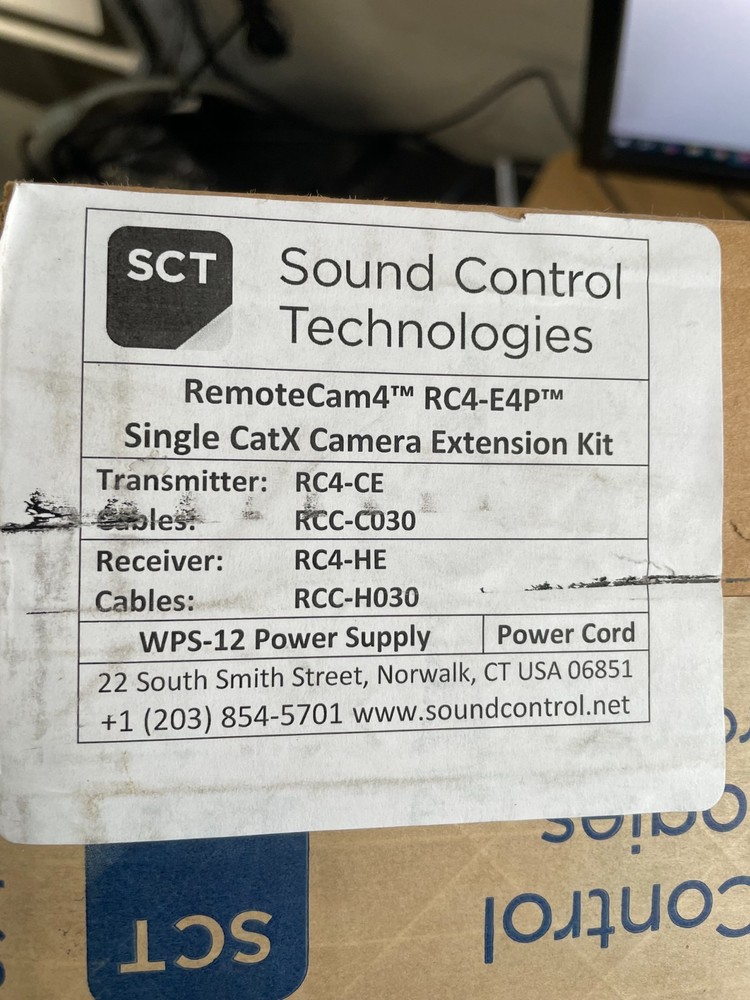 SCT
Sound Control
Technologies
RemoteCam4™ RC4-E4P™
Single CatX Camera Extension Kit
Transmitter: RC4-CE
Cables: RCC-C030
Receiver: RC4-HE
Cables: RCC-H030
WPS-12 Power Supply Power Cord
22 South Smith Street, Norwalk, CT USA 06851
+1 (203) 854-5701 www.soundcontrol.net
ogies
ontrol
SCT